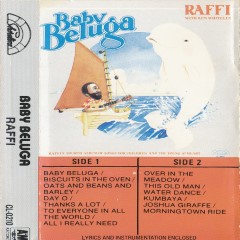 Baby
Beluga
RAFFI
BABY BELUGA
RAFFI
CL-0210
SIDE 1
BABY BELUGA /
BISCUITS IN THE OVEN /
OATS AND BEANS AND
BARLEY /
DAY O /
THANKS A LOT /
TO EVERYONE IN ALL
THE WORLD /
ALL I REALLY NEED
SIDE 2
OVER IN THE
MEADOW /
THIS OLD MAN /
WATER DANCE /
KUMBAYA /
JOSHUA GIRAFFE /
MORNINGTOWN RIDE
LYRICS AND INSTRUMENTATION ENCLOSED